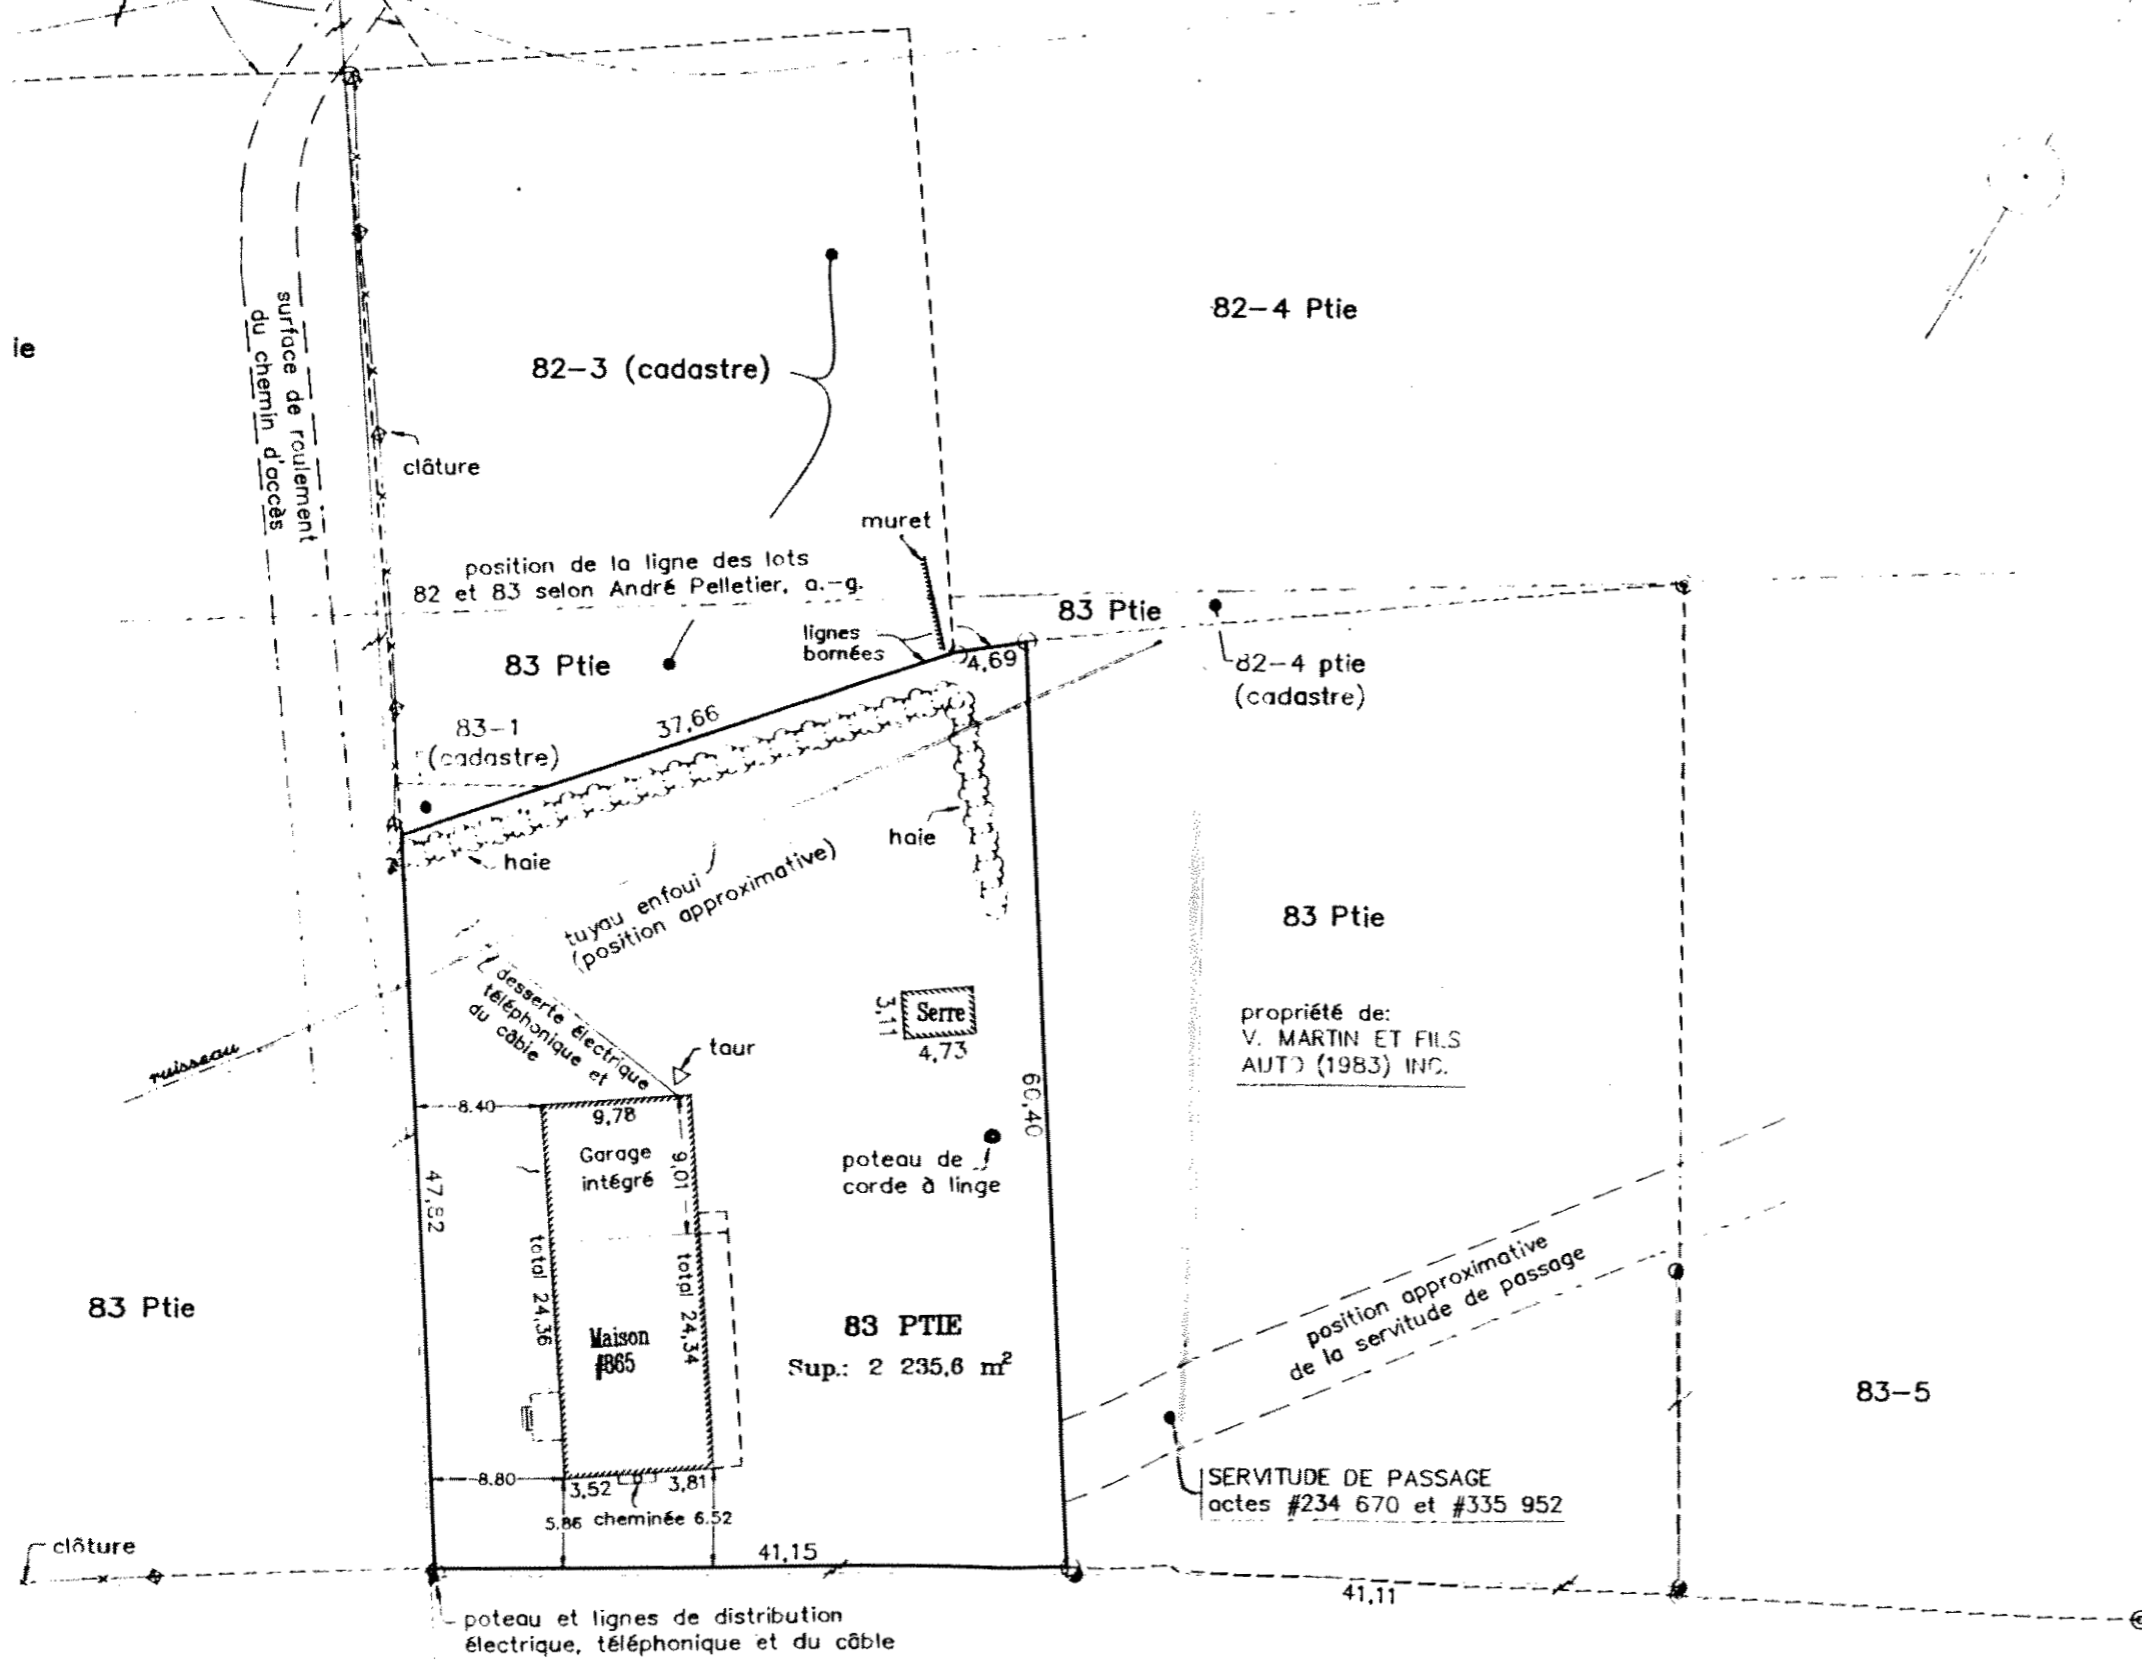 ie
82-4 Ptie
82-3 (cadastre)
surface de roulement
du chemin d'accès
clâture
muret
position de la ligne des lots
82 et 83 selon André Pelletier, a.-g.
83 Ptie
lignes
bornées
4,69
83 Ptie
82-4 ptie
(cadastre)
37,66
83-1
(cadastre)
haie
haie
tuyau enfoui
(position approximative)
83 Ptie
desserte électrique
téléphonique et
du câble
Serre
3,11
4,73
propriété de:
V. MARTIN ET FILS
AUTO (1983) INC.
ruisseau
taur
60,40
8.40
9,78
Garage
intégré
9,01
poteau de
corde à linge
47,82
total 24,36
total 24,34
position approximative
de la servitude de passage
83 Ptie
Maison
#865
83 PTIE
Sup.: 2 235,6 m²
83-5
8.80
3,52
3,81
SERVITUDE DE PASSAGE
actes #234 670 et #335 952
5.86
cheminée
6.52
clôture
41,15
41,11
poteau et lignes de distribution
électrique, téléphonique et du câble